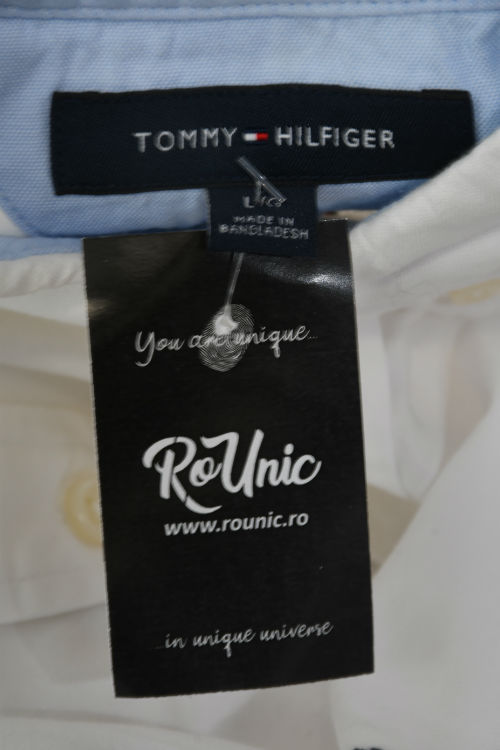 TOMMY HILFIGER
L/G
MADE IN
BANGLADESH
You are unique...
RoUnic
www.rounic.ro
...in unique universe